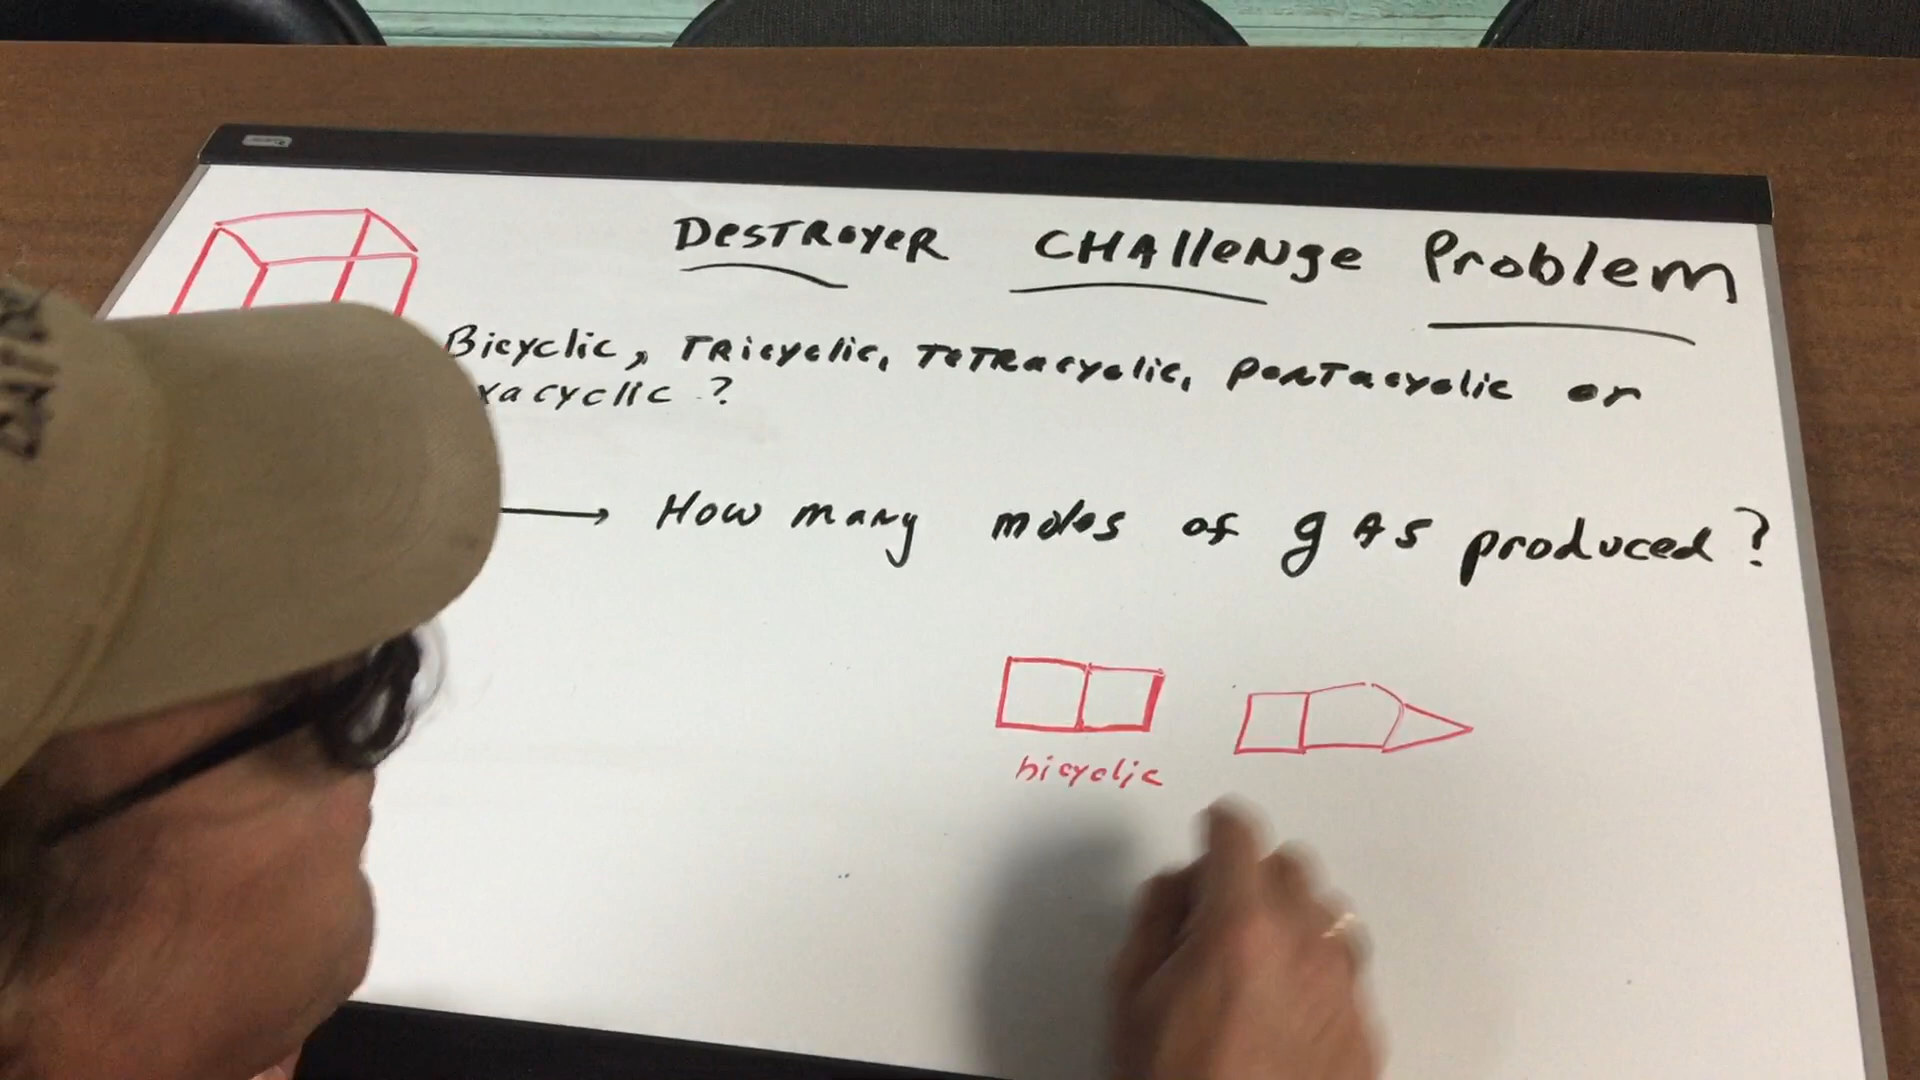 DESTROYER CHALLENGE Problem
Bicyclic, TRicyclic, TETRacyclic, PenTacyclic or
xacyclic ?
How many moles of gAs produced ?
bicyclic